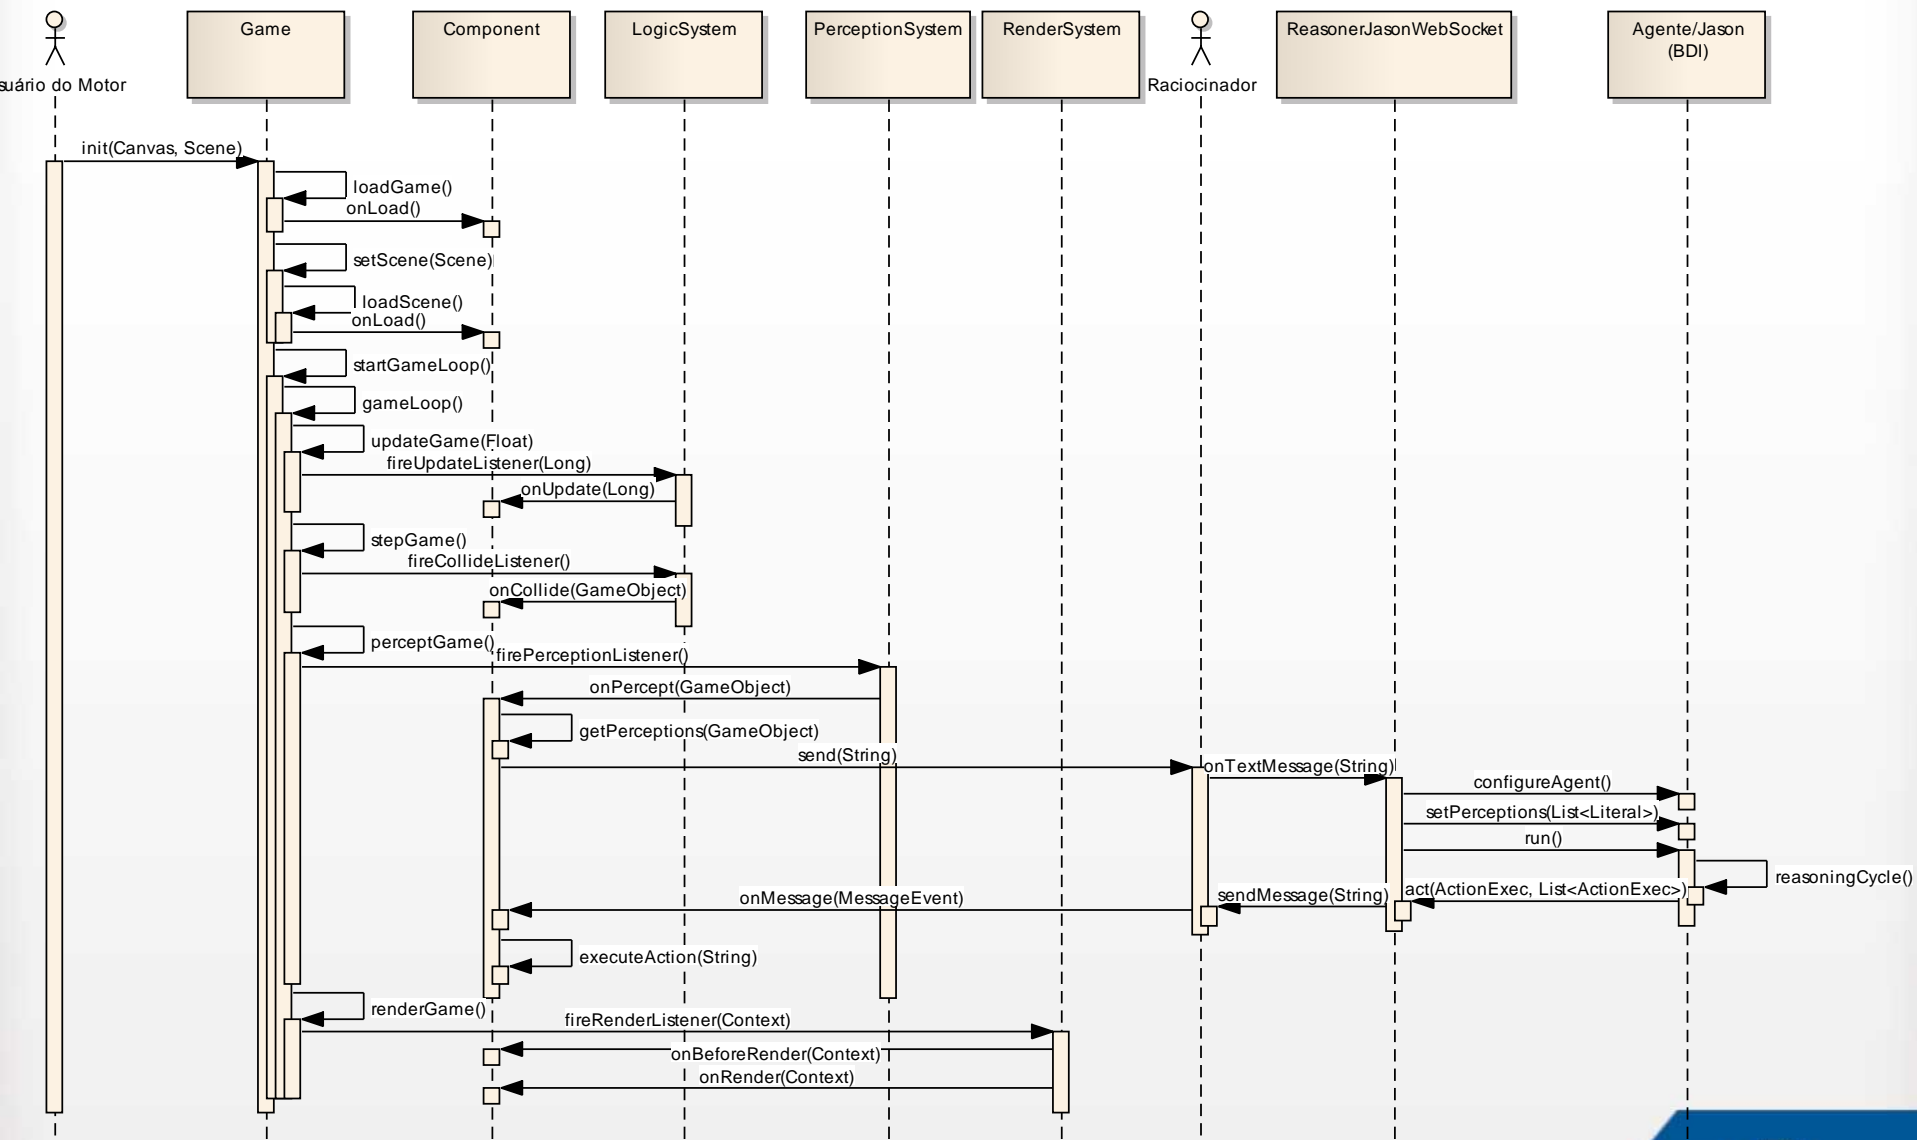 Game
Component
LogicSystem
PerceptionSystem
RenderSystem
ReasonerJasonWebSocket
Agente/Jason
(BDI)
suário do Motor
Raciocinador
init(Canvas, Scene)
loadGame()
onLoad()
setScene(Scene)
loadScene()
onLoad()
startGameLoop()
gameLoop()
updateGame(Float)
fireUpdateListener(Long)
onUpdate(Long)
stepGame()
fireCollideListener()
onCollide(GameObject)
perceptGame()
firePerceptionListener()
onPercept(GameObject)
getPerceptions(GameObject)
send(String)
onTextMessage(String)
configureAgent()
setPerceptions(List<Literal>)
run()
reasoningCycle()
act(ActionExec, List<ActionExec>)
sendMessage(String)
onMessage(MessageEvent)
executeAction(String)
renderGame()
fireRenderListener(Context)
onBeforeRender(Context)
onRender(Context)